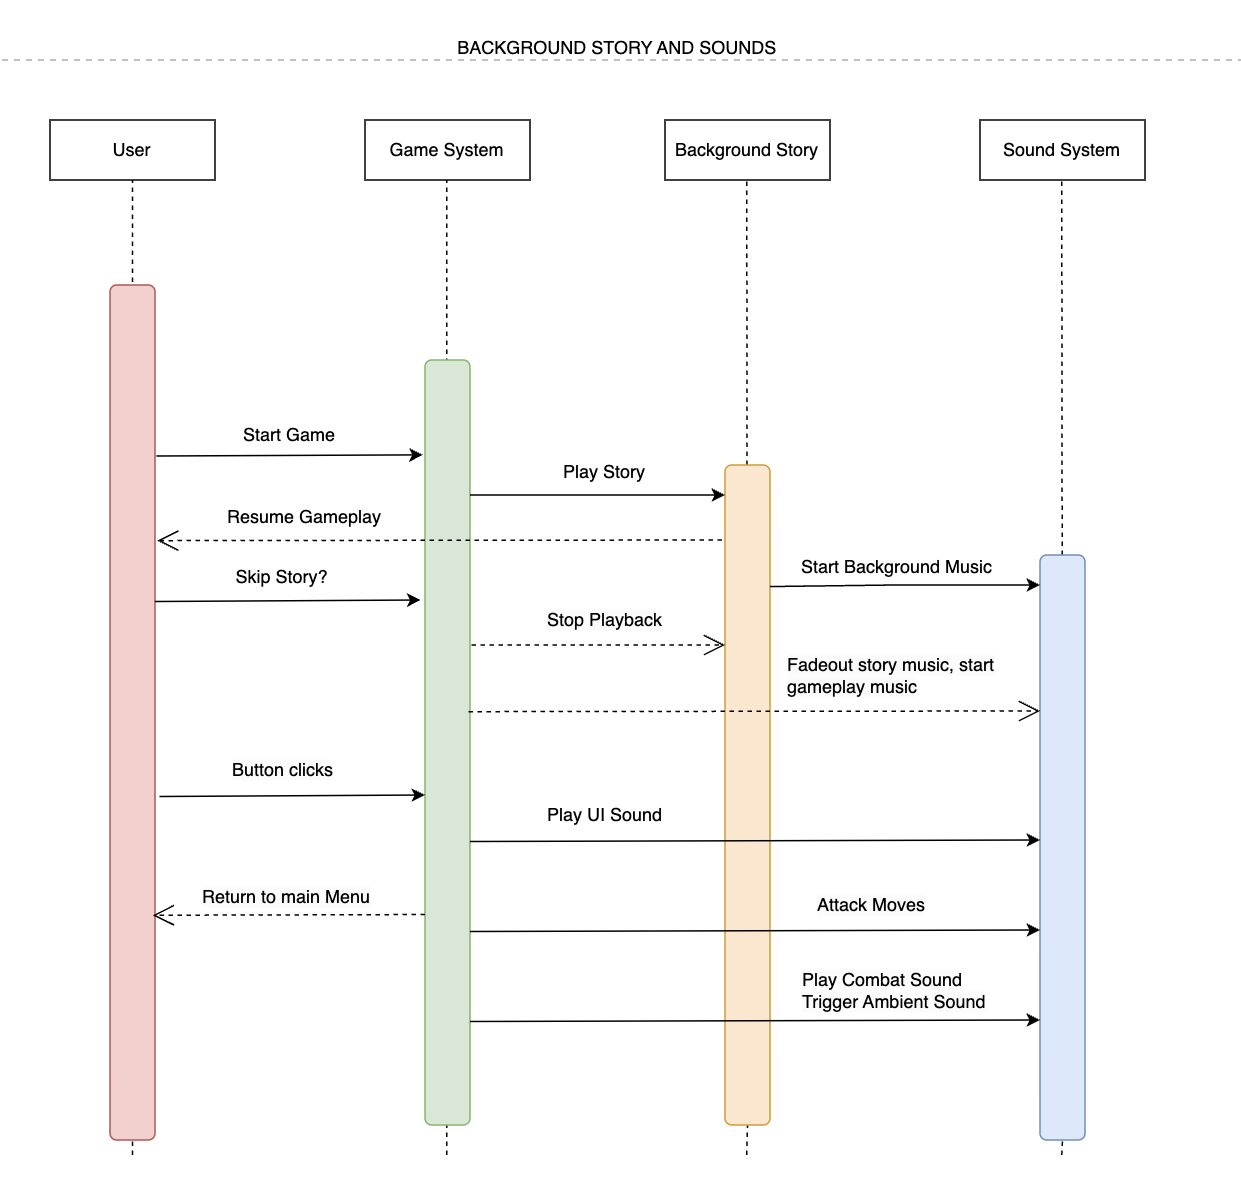 BACKGROUND STORY AND SOUNDS
User
Game System
Background Story
Sound System
Start Game
Play Story
Resume Gameplay
Start Background Music
Skip Story?
Stop Playback
Fadeout story music, start
gameplay music
Button clicks
Play UI Sound
Return to main Menu
Attack Moves
Play Combat Sound
Trigger Ambient Sound